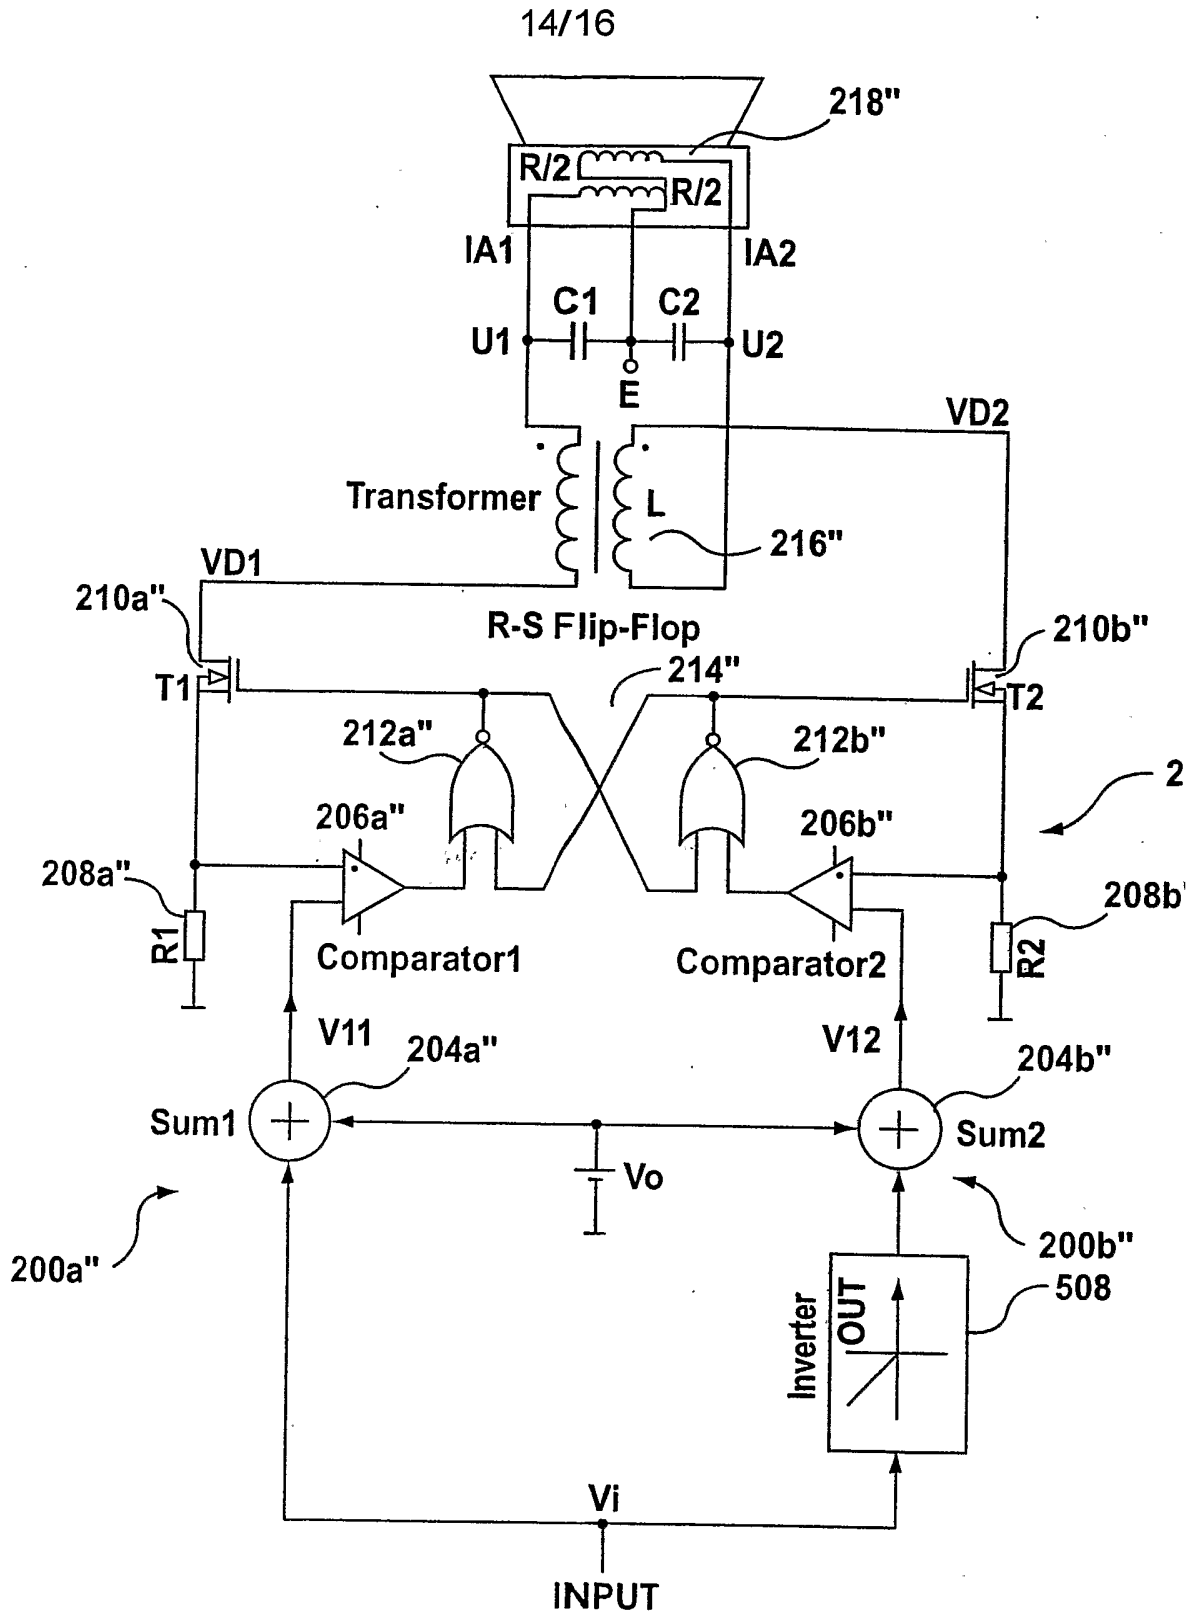 14/16
218"
R/2
R/2
IA1
IA2
C1
C2
U1
U2
E
VD2
Transformer
L
216"
VD1
210a"
R-S Flip-Flop
210b"
T1
214"
T2
212a"
212b"
2
206a"
206b"
208a"
208b'
R1
Comparator1
Comparator2
R2
V11
V12
204a"
204b"
Sum1
Sum2
Vo
200a"
200b"
508
OUT
Inverter
Vi
INPUT